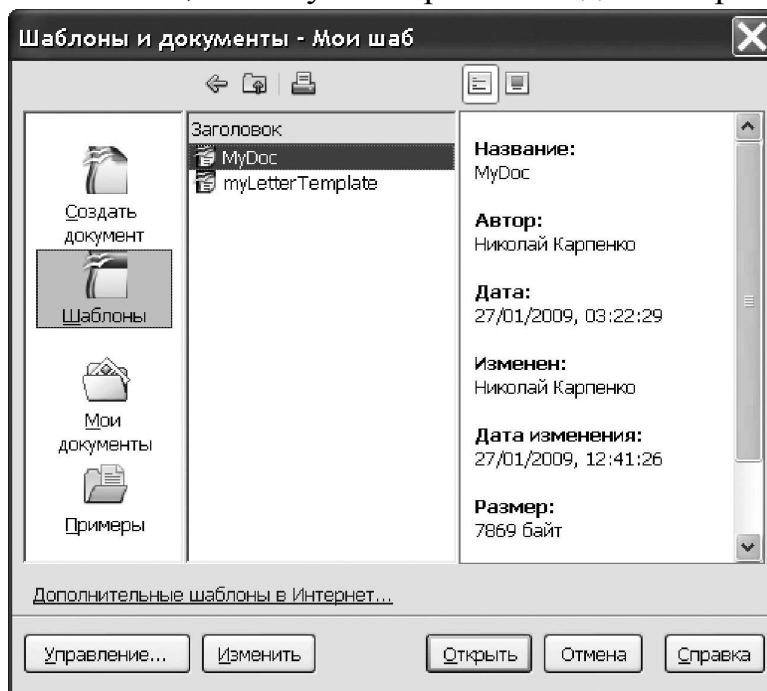 Шаблоны и документы - Мои шаб
Создать
документ
Шаблоны
Мои
документы
Примеры
Заголовок
MyDoc
myLetterTemplate
Название:
MyDoc
Автор:
Николай Карпенко
Дата:
27/01/2009, 03:22:29
Изменен:
Николай Карпенко
Дата изменения:
27/01/2009, 12:41:26
Размер:
7869 байт
Дополнительные шаблоны в Интернет...
Управление... Изменить Открыть Отмена Справка